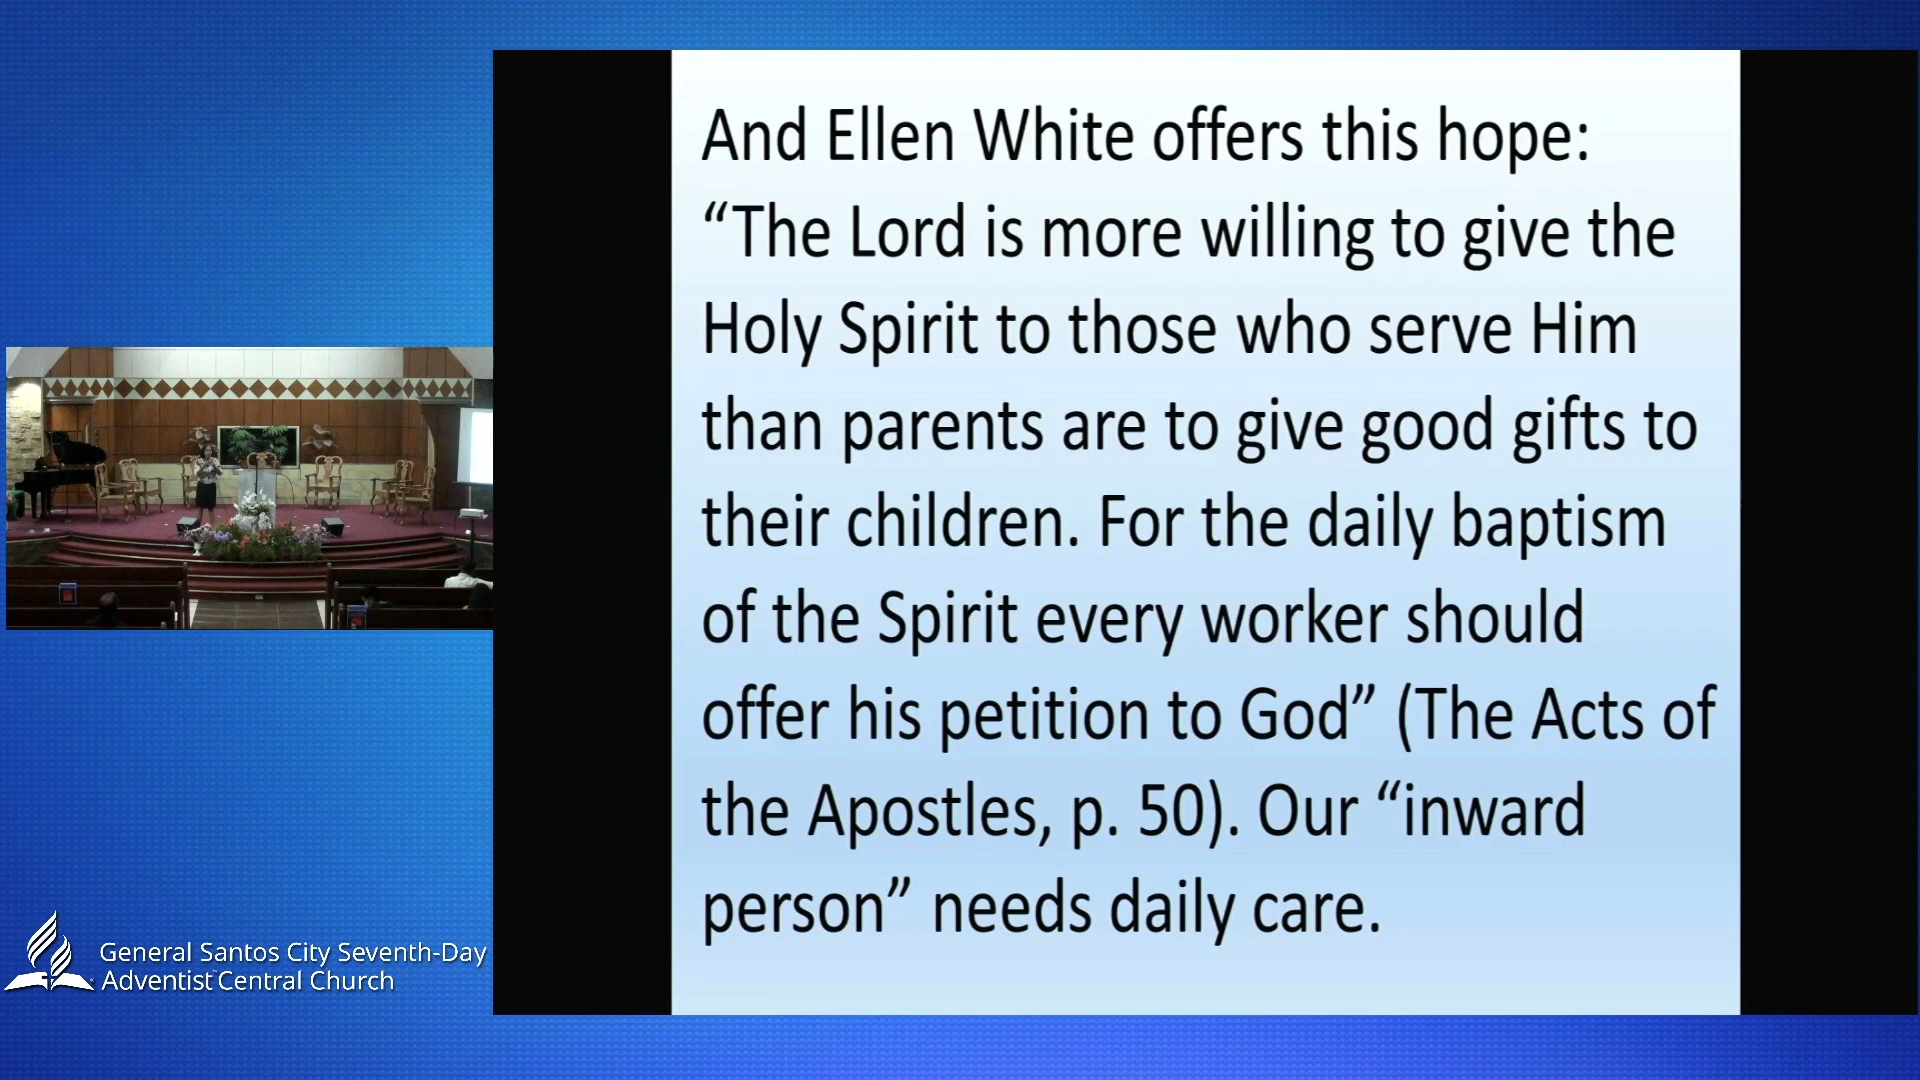 And Ellen White offers this hope:
“The Lord is more willing to give the
Holy Spirit to those who serve Him
than parents are to give good gifts to
their children. For the daily baptism
of the Spirit every worker should
offer his petition to God” (The Acts of
the Apostles, p. 50). Our “inward
person” needs daily care.
General Santos City Seventh-Day
Adventist Central Church